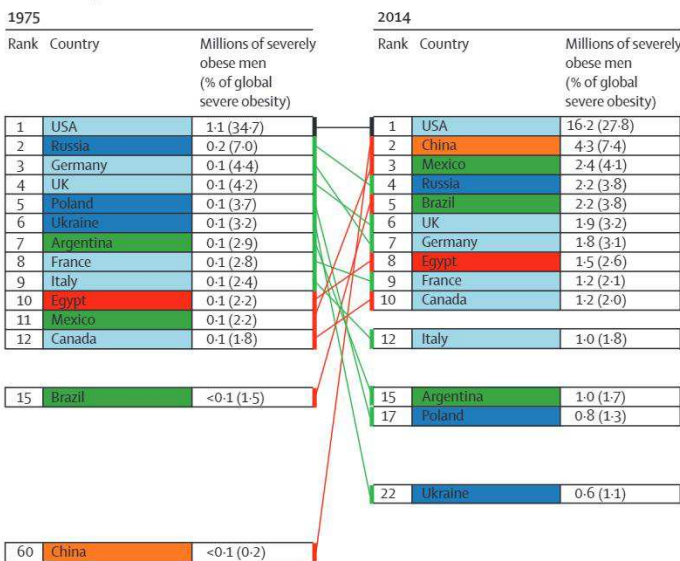 1975
Rank Country Millions of severely
obese men
(% of global
severe obesity)
1 USA 1·1 (34·7)
2 Russia 0·2 (7·0)
3 Germany 0·1 (4·4)
4 UK 0·1 (4·2)
5 Poland 0·1 (3·7)
6 Ukraine 0·1 (3·2)
7 Argentina 0·1 (2·9)
8 France 0·1 (2·8)
9 Italy 0·1 (2·4)
10 Egypt 0·1 (2·2)
11 Mexico 0·1 (2·2)
12 Canada 0·1 (1·8)
15 Brazil <0·1 (1·5)
60 China <0·1 (0·2)
2014
Rank Country Millions of severely
obese men
(% of global
severe obesity)
1 USA 16·2 (27·8)
2 China 4·3 (7·4)
3 Mexico 2·4 (4·1)
4 Russia 2·2 (3·8)
5 Brazil 2·2 (3·8)
6 UK 1·9 (3·2)
7 Germany 1·8 (3·1)
8 Egypt 1·5 (2·6)
9 France 1·2 (2·1)
10 Canada 1·2 (2·0)
12 Italy 1·0 (1·8)
15 Argentina 1·0 (1·7)
17 Poland 0·8 (1·3)
22 Ukraine 0·6 (1·1)